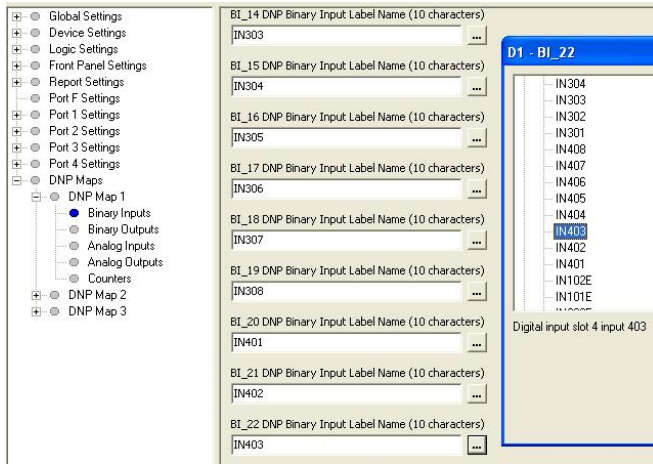 Global Settings
Device Settings
Logic Settings
Front Panel Settings
Report Settings
Port F Settings
Port 1 Settings
Port 2 Settings
Port 3 Settings
Port 4 Settings
DNP Maps
DNP Map 1
Binary Inputs
Binary Outputs
Analog Inputs
Analog Outputs
Counters
DNP Map 2
DNP Map 3
BI_14 DNP Binary Input Label Name (10 characters)
IN303
...
BI_15 DNP Binary Input Label Name (10 characters)
IN304
...
BI_16 DNP Binary Input Label Name (10 characters)
IN305
...
BI_17 DNP Binary Input Label Name (10 characters)
IN306
...
BI_18 DNP Binary Input Label Name (10 characters)
IN307
...
BI_19 DNP Binary Input Label Name (10 characters)
IN308
...
BI_20 DNP Binary Input Label Name (10 characters)
IN401
...
BI_21 DNP Binary Input Label Name (10 characters)
IN402
...
BI_22 DNP Binary Input Label Name (10 characters)
IN403
...
D1 - BI_22
IN304
IN303
IN302
IN301
IN408
IN407
IN406
IN405
IN404
IN403
IN402
IN401
IN102E
IN101E
Digital input slot 4 input 403